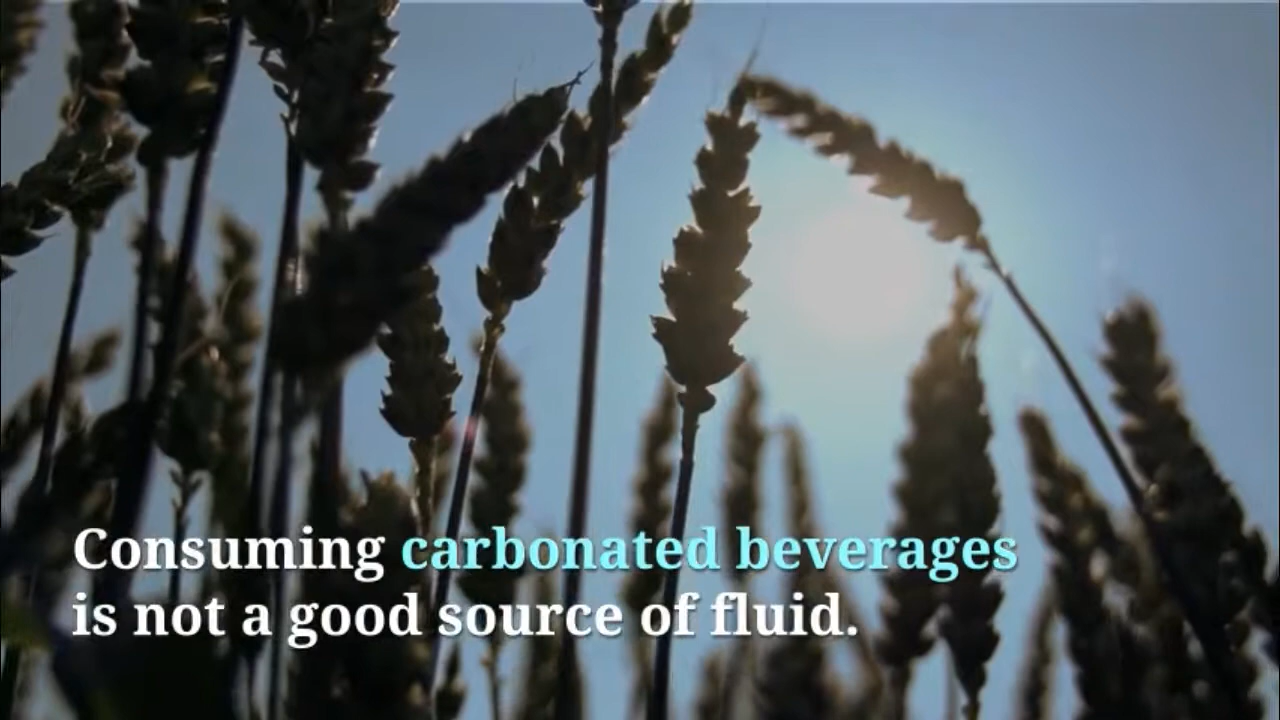 Consuming carbonated beverages
is not a good source of fluid.